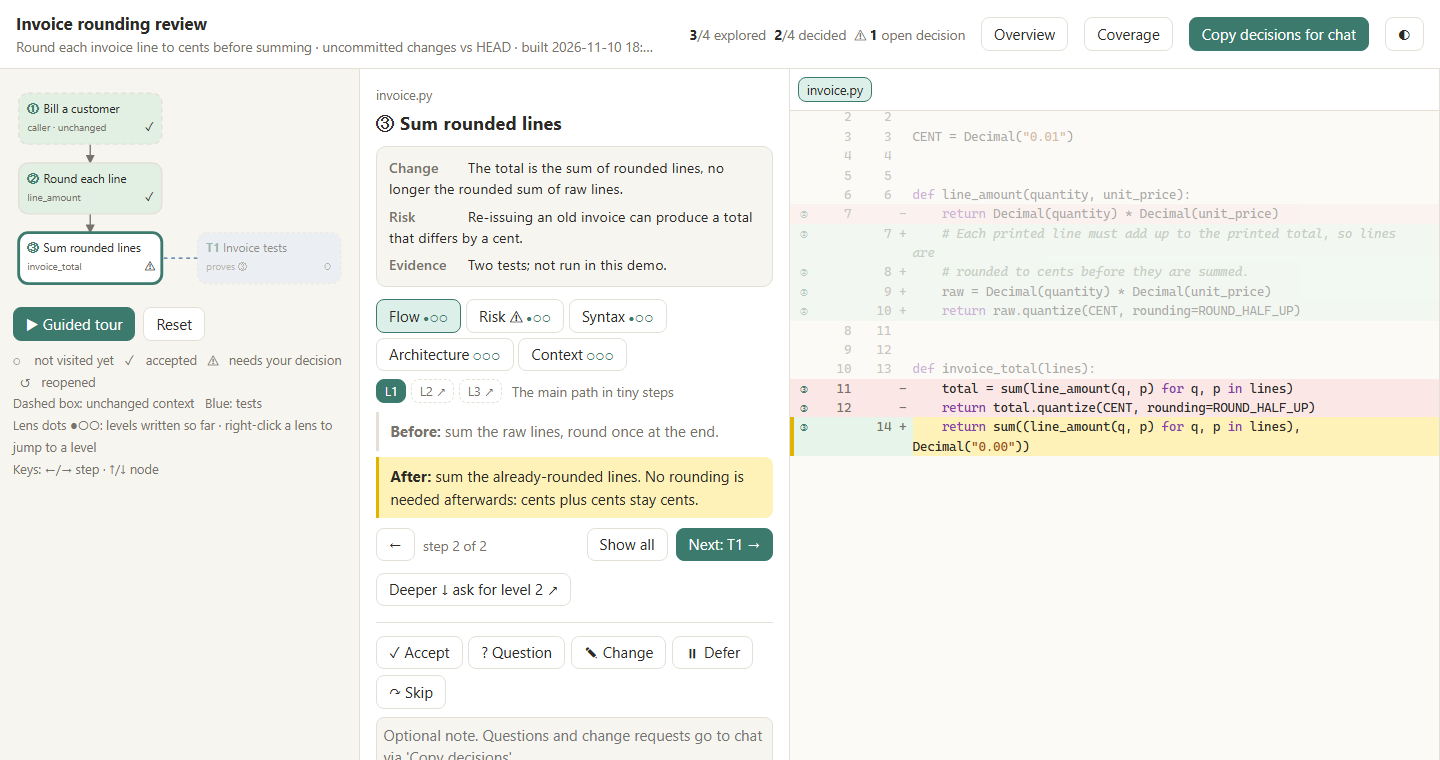 Invoice rounding review
Round each invoice line to cents before summing · uncommitted changes vs HEAD · built 2026-11-10 18:...
3/4 explored 2/4 decided ⚠ 1 open decision
Overview
Coverage
Copy decisions for chat
① Bill a customer
caller · unchanged ✓
② Round each line
line_amount ✓
③ Sum rounded lines
invoice_total ⚠
T1 Invoice tests
proves ③ ○
▶ Guided tour
Reset
○ not visited yet ✓ accepted ⚠ needs your decision
↺ reopened
Dashed box: unchanged context Blue: tests
Lens dots ●○○: levels written so far · right-click a lens to
jump to a level
Keys: ←/→ step · ↑/↓ node
invoice.py
③ Sum rounded lines
Change The total is the sum of rounded lines, no
longer the rounded sum of raw lines.
Risk Re-issuing an old invoice can produce a total
that differs by a cent.
Evidence Two tests; not run in this demo.
Flow ●○○
Risk ⚠ ●○○
Syntax ●○○
Architecture ○○○
Context ○○○
L1 L2 ↗ L3 ↗ The main path in tiny steps
Before: sum the raw lines, round once at the end.
After: sum the already-rounded lines. No rounding is
needed afterwards: cents plus cents stay cents.
← step 2 of 2
Show all
Next: T1 →
Deeper ↓ ask for level 2 ↗
✓ Accept
? Question
✎ Change
⏸ Defer
↷ Skip
Optional note. Questions and change requests go to chat
via 'Copy decisions'
invoice.py
2 2
3 3 CENT = Decimal("0.01")
4 4
5 5
6 6 def line_amount(quantity, unit_price):
② 7 − return Decimal(quantity) * Decimal(unit_price)
② 7 + # Each printed line must add up to the printed total, so lines
are
② 8 + # rounded to cents before they are summed.
② 9 + raw = Decimal(quantity) * Decimal(unit_price)
② 10 + return raw.quantize(CENT, rounding=ROUND_HALF_UP)
8 11
9 12
10 13 def invoice_total(lines):
③ 11 − total = sum(line_amount(q, p) for q, p in lines)
③ 12 − return total.quantize(CENT, rounding=ROUND_HALF_UP)
③ 14 + return sum((line_amount(q, p) for q, p in lines),
Decimal("0.00"))